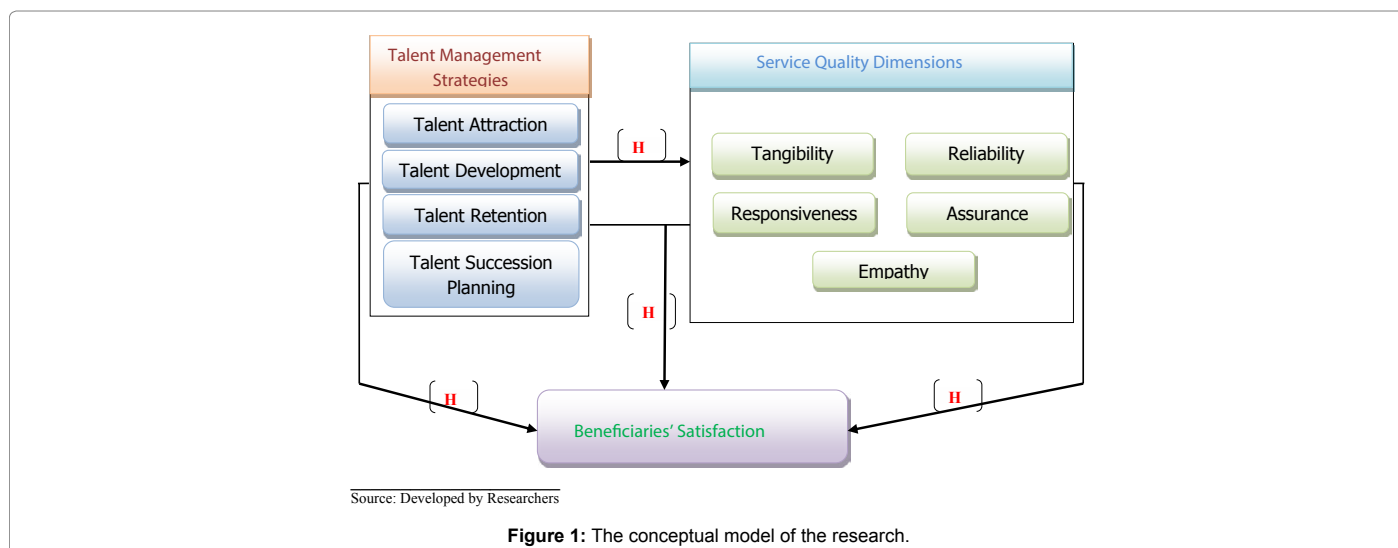 Talent Management
Strategies
Talent Attraction
Talent Development
Talent Retention
Talent Succession
Planning
[H]
Service Quality Dimensions
Tangibility
Reliability
Responsiveness
Assurance
Empathy
[H]
[H]
[H]
Beneficiaries' Satisfaction
Source: Developed by Researchers
Figure 1: The conceptual model of the research.